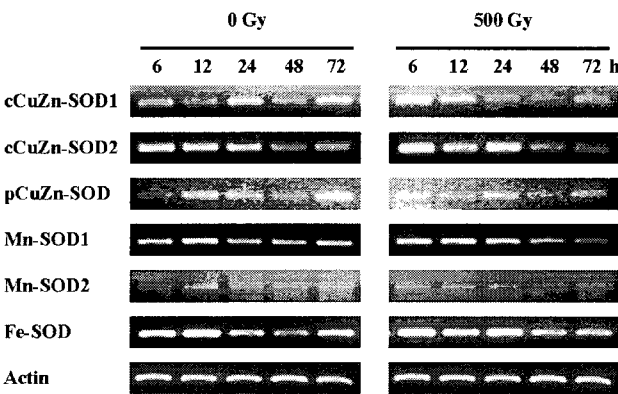 0 Gy 500 Gy
6 12 24 48 72 6 12 24 48 72 h
cCuZn-SOD1
cCuZn-SOD2
pCuZn-SOD
Mn-SOD1
Mn-SOD2
Fe-SOD
Actin